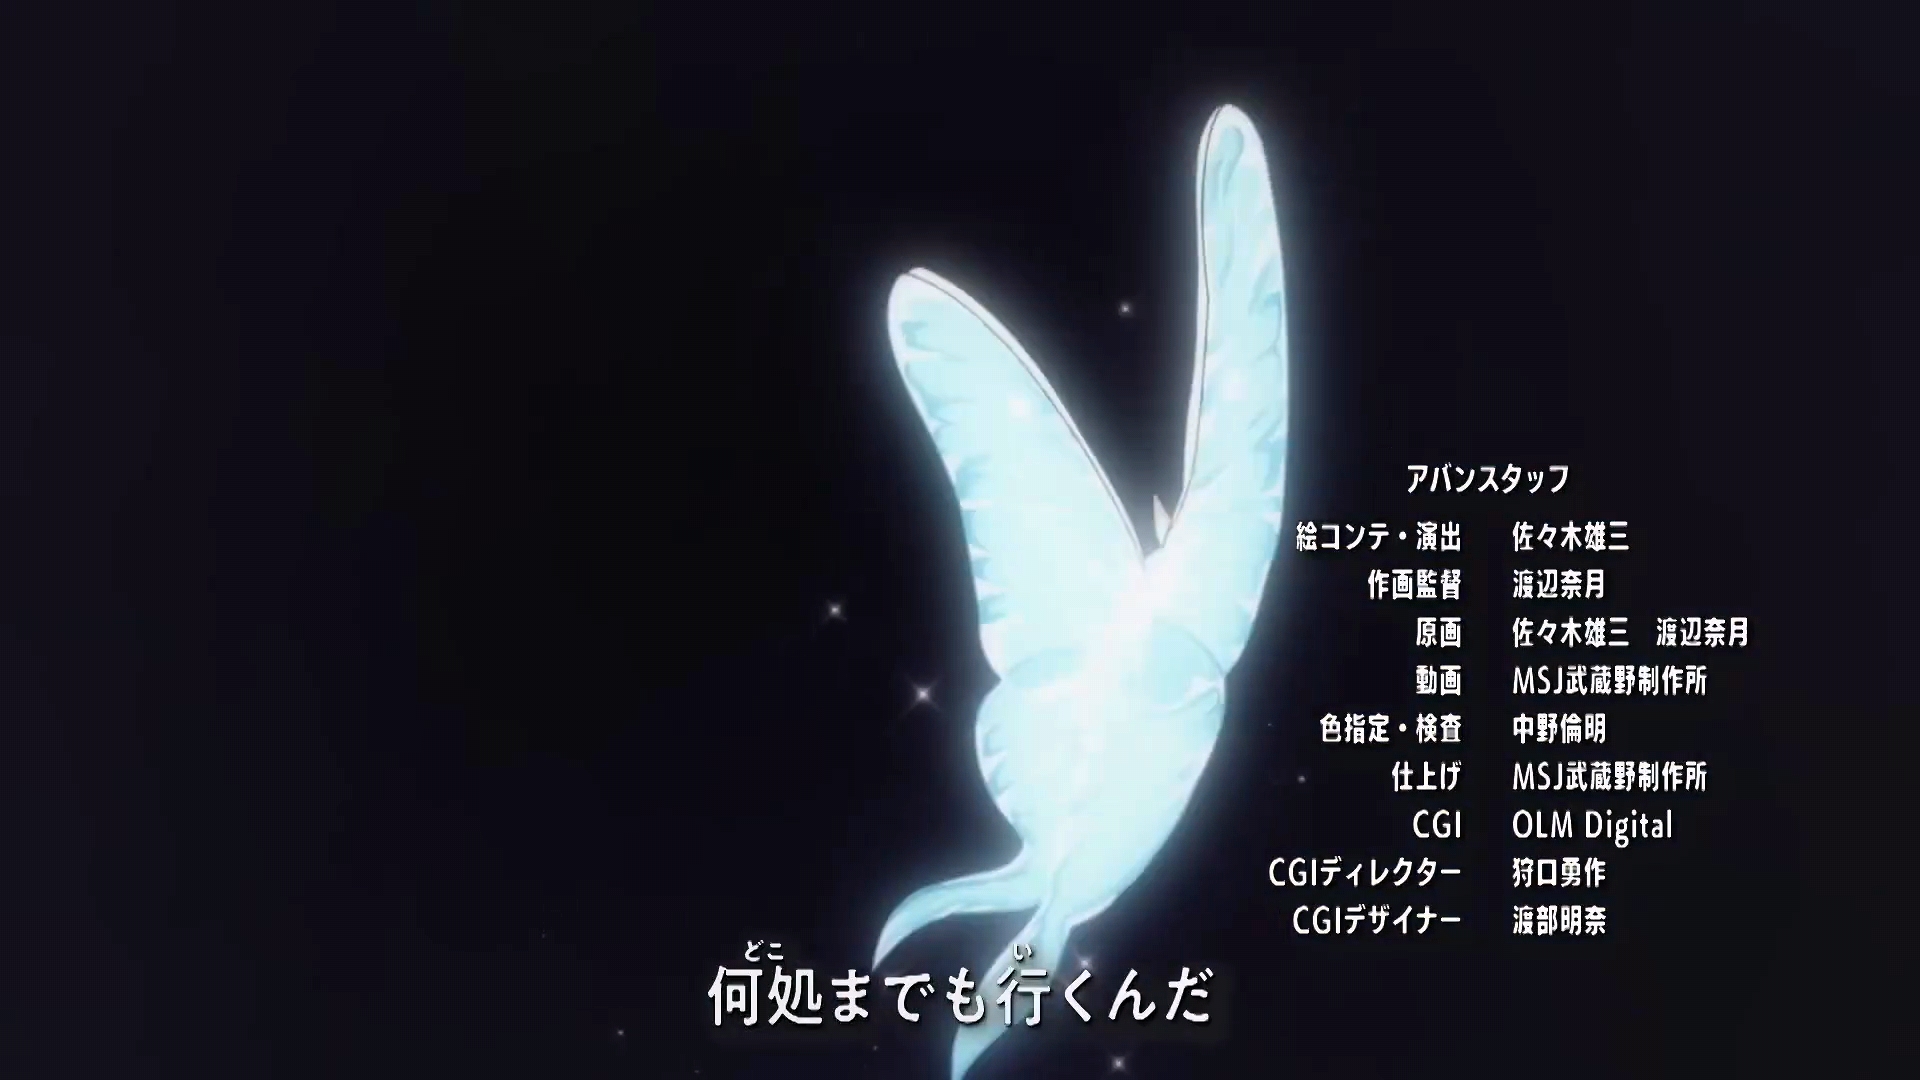 アバンスタッフ
絵コンテ・演出 佐々木雄三
作画監督 渡辺奈月
原画 佐々木雄三 渡辺奈月
動画 MSJ武蔵野制作所
色指定・検査 中野倫明
仕上げ MSJ武蔵野制作所
CGI OLM Digital
CGIディレクター 狩口勇作
CGIデザイナー 渡部明奈
どこ い
何処までも行くんだ